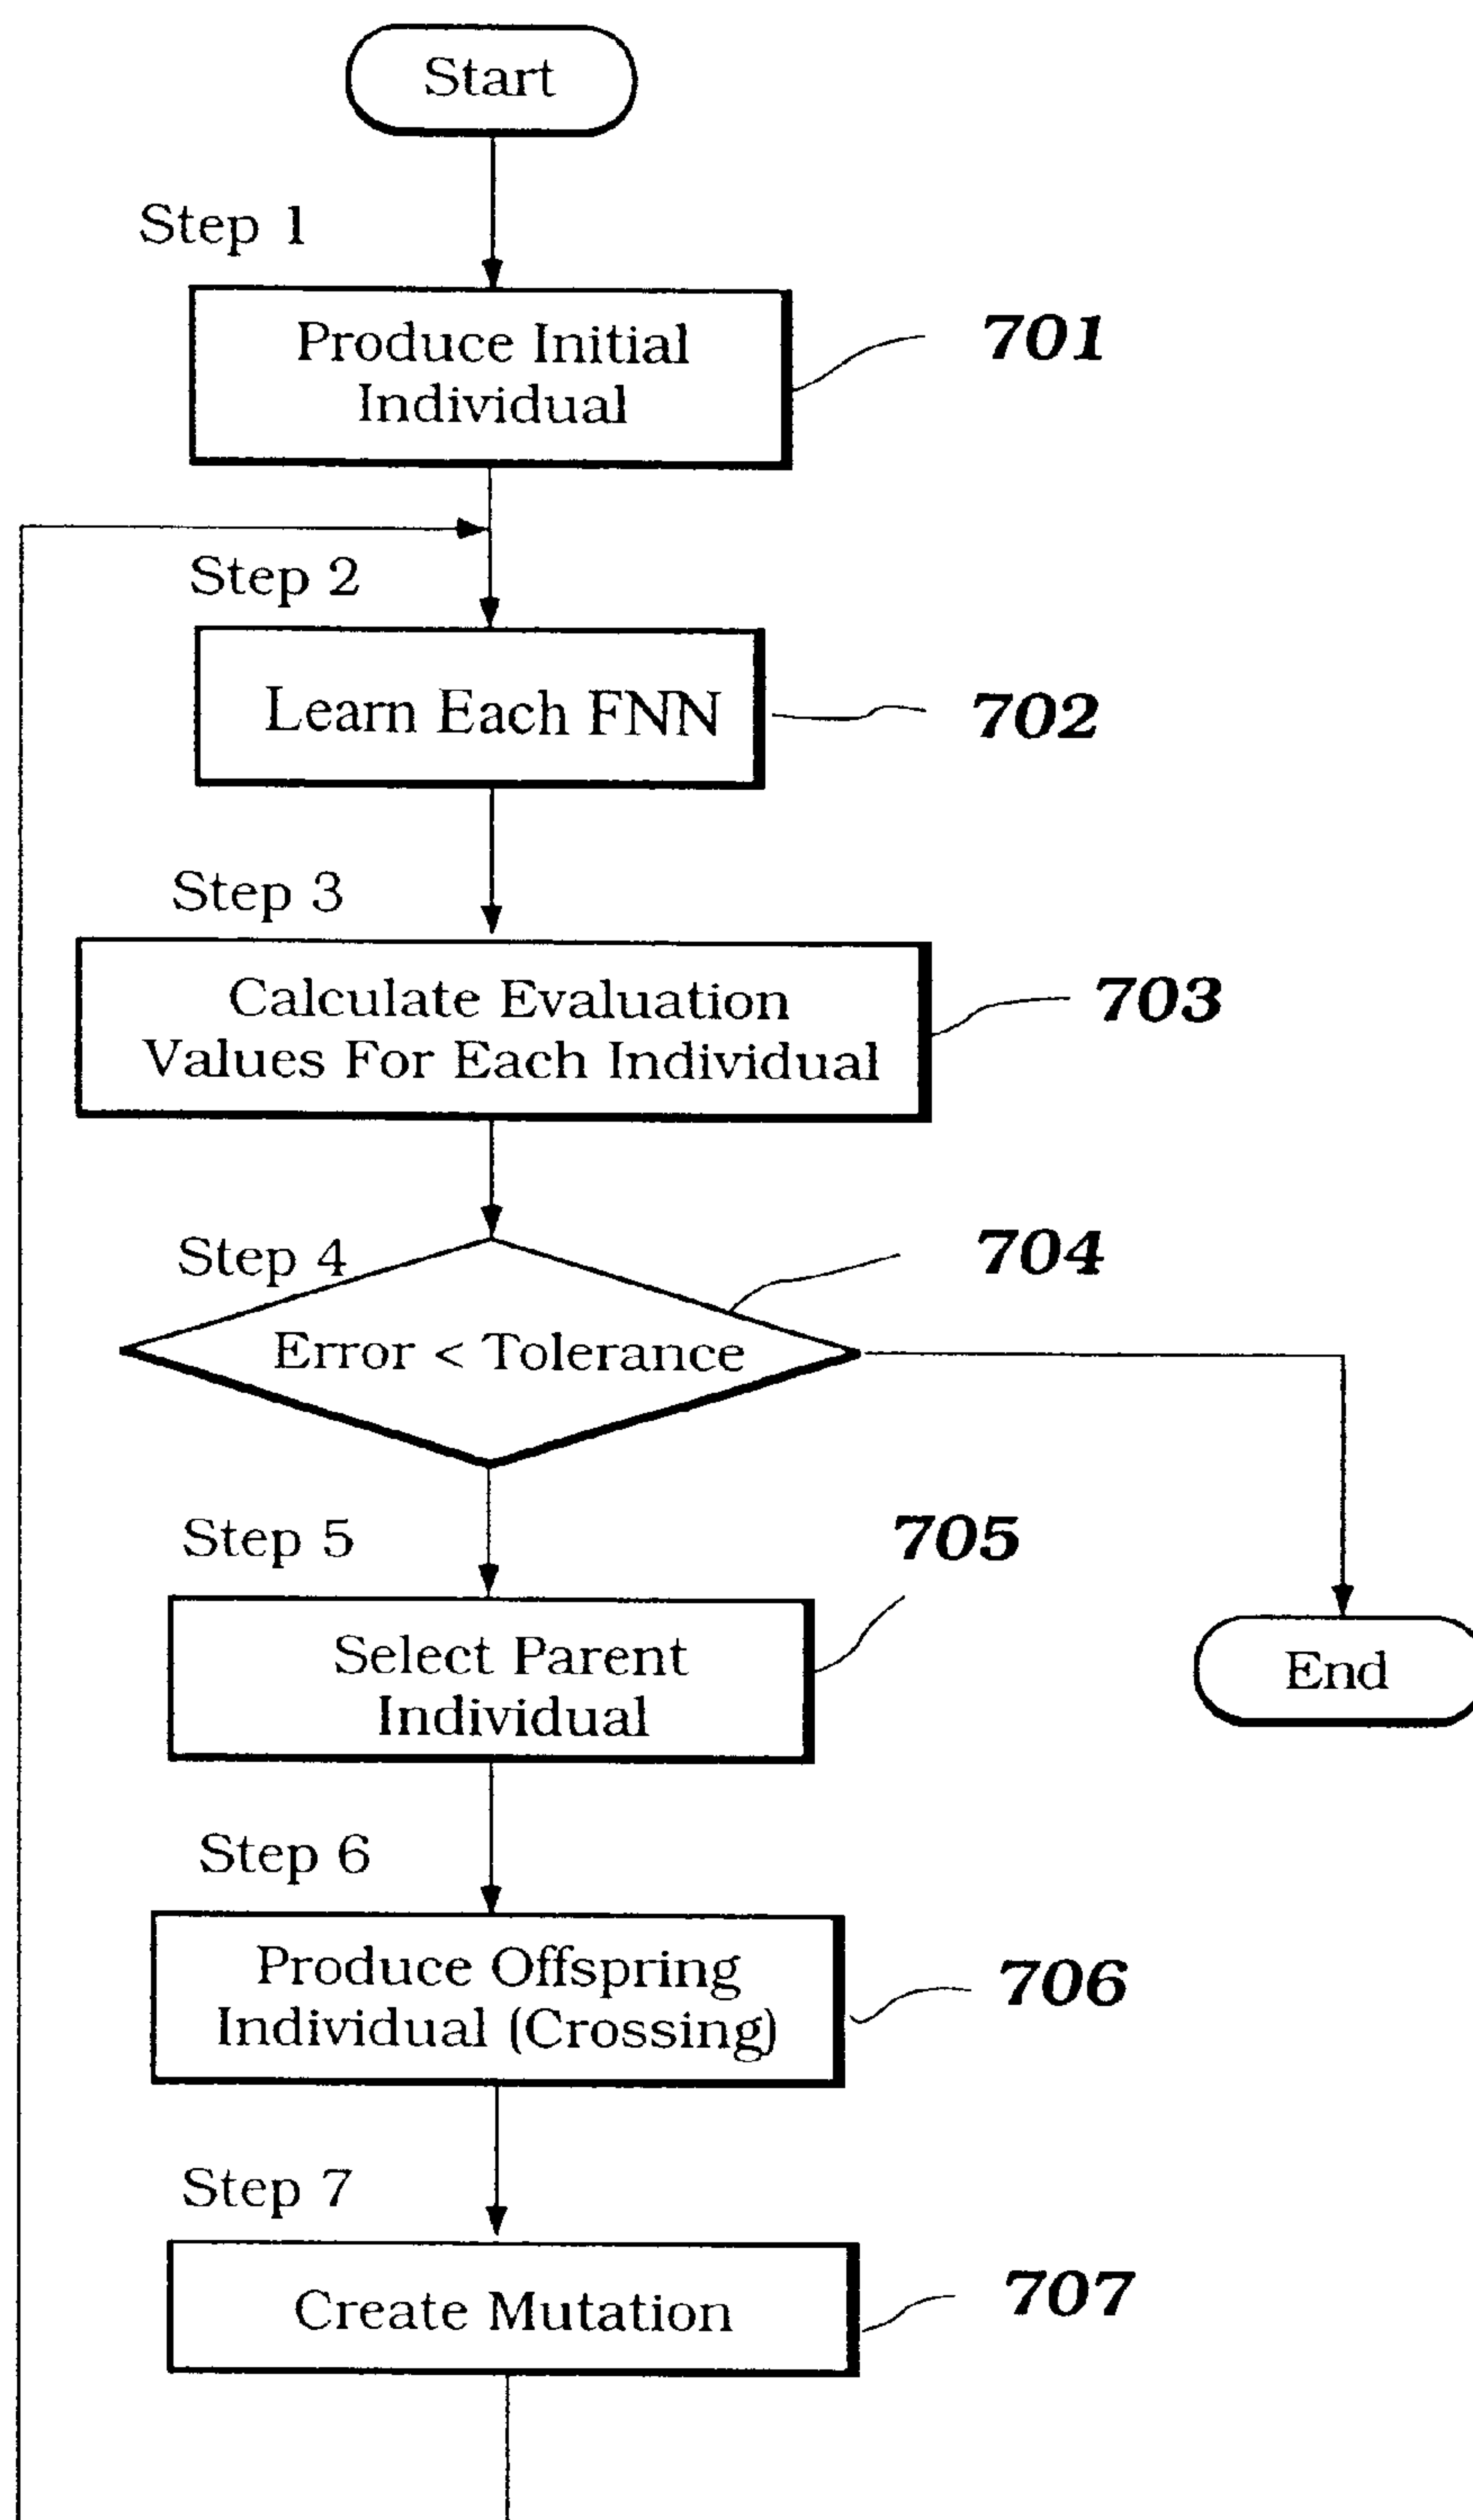 Start
Step 1
Produce Initial
Individual
701
Step 2
Learn Each FNN
702
Step 3
Calculate Evaluation
Values For Each Individual
703
Step 4
Error < Tolerance
704
Step 5
Select Parent
Individual
705
End
Step 6
Produce Offspring
Individual (Crossing)
706
Step 7
Create Mutation
707